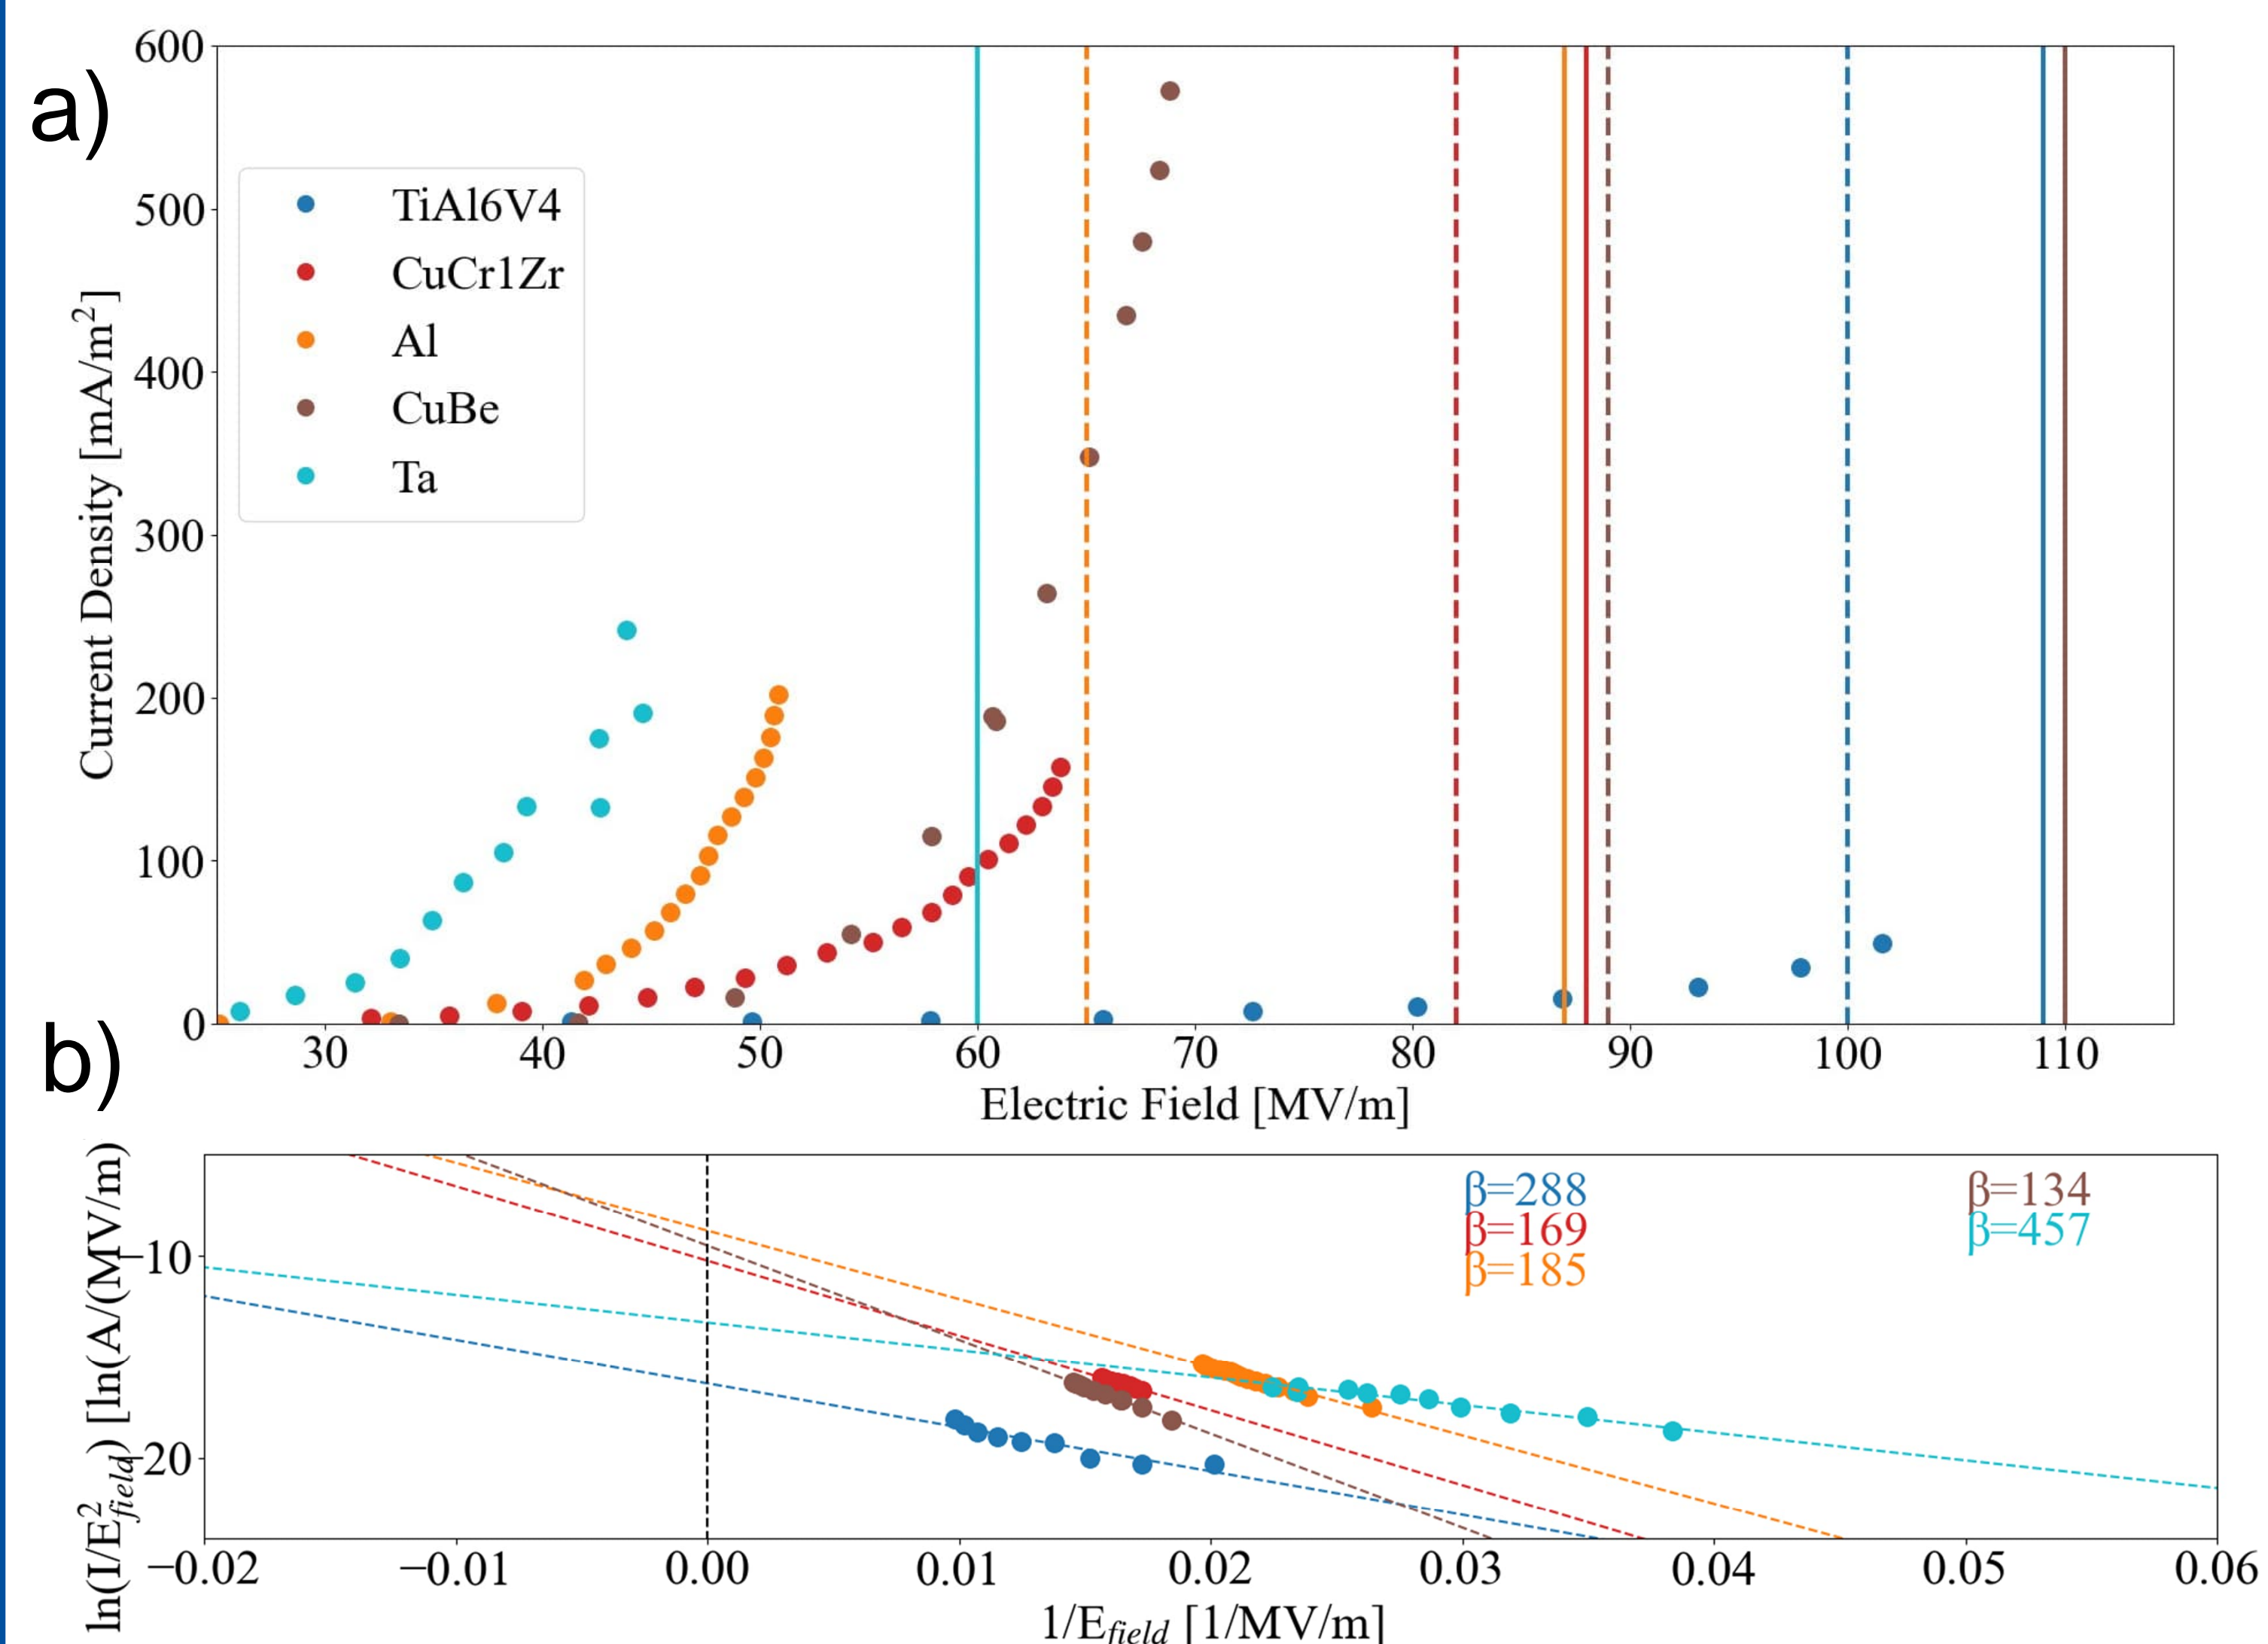 a)
600
500
400
300
200
100
0
Current Density [mA/m²]
TiAl6V4
CuCr1Zr
Al
CuBe
Ta
30 40 50 60 70 80 90 100 110
Electric Field [MV/m]
b)
ln(I/E²field) [ln(A/(MV/m)
−10
−20
β=288
β=169
β=185
β=134
β=457
−0.02 −0.01 0.00 0.01 0.02 0.03 0.04 0.05 0.06
1/Efield [1/MV/m]